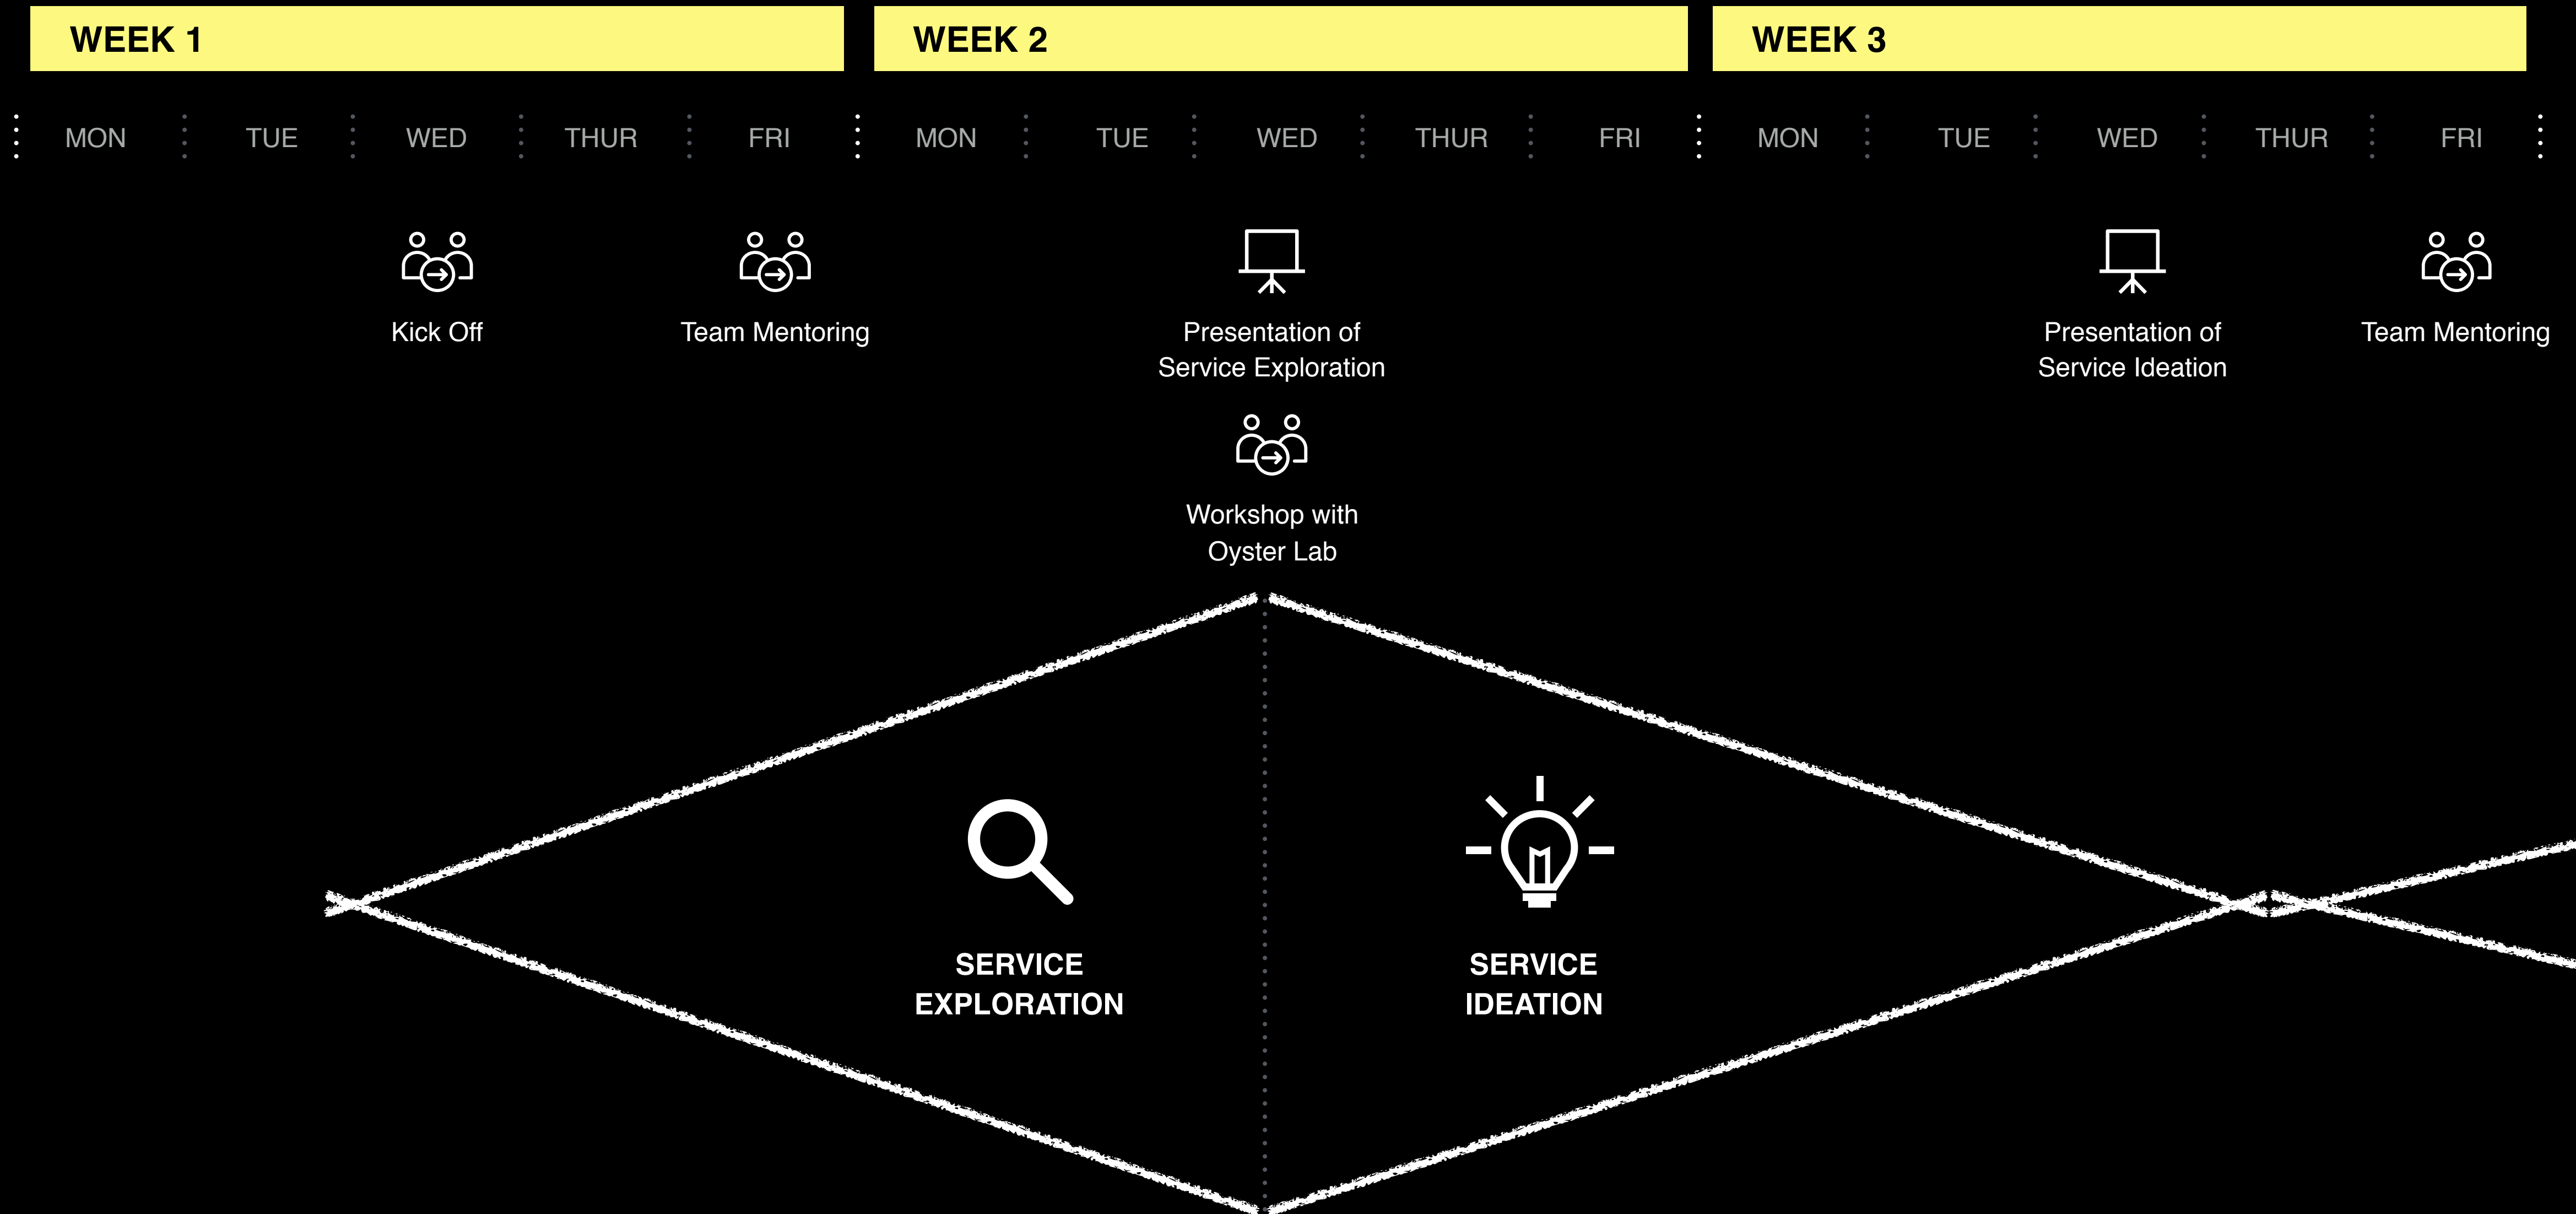 WEEK 1
WEEK 2
WEEK 3
MON
TUE
WED
THUR
FRI
MON
TUE
WED
THUR
FRI
MON
TUE
WED
THUR
FRI
Kick Off
Team Mentoring
Presentation of
Service Exploration
Presentation of
Service Ideation
Team Mentoring
Workshop with
Oyster Lab
SERVICE
EXPLORATION
SERVICE
IDEATION